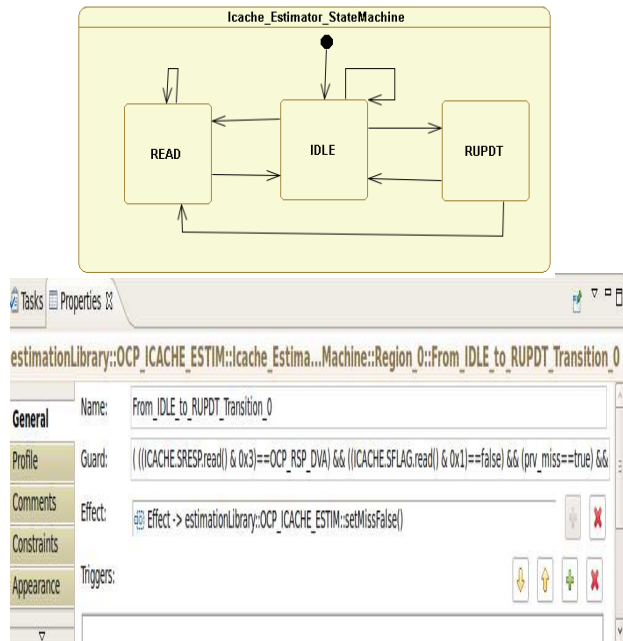 Icache_Estimator_StateMachine
READ
IDLE
RUPDT
Tasks Properties
estimationLibrary::OCP_ICACHE_ESTIM::Icache_Estima...Machine::Region_0::From_IDLE_to_RUPDT_Transition_0
General
Name: From_IDLE_to_RUPDT_Transition_0
Profile
Guard: ( ((ICACHE.SRESP.read() & 0x3)==OCP_RSP_DVA) && ((ICACHE.SFLAG.read() & 0x1)==false) && (prv_miss==true) &&
Comments
Effect: Effect -> estimationLibrary::OCP_ICACHE_ESTIM::setMissFalse()
Constraints
Appearance
Triggers: